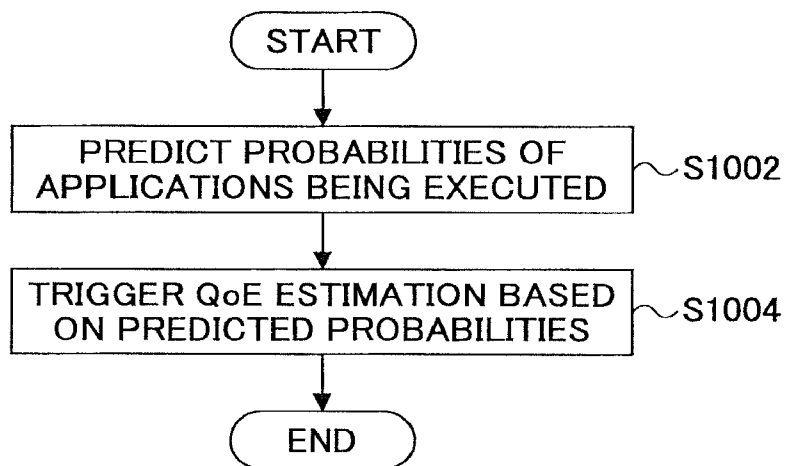 START
PREDICT PROBABILITIES OF
APPLICATIONS BEING EXECUTED
S1002
TRIGGER QoE ESTIMATION BASED
ON PREDICTED PROBABILITIES
S1004
END